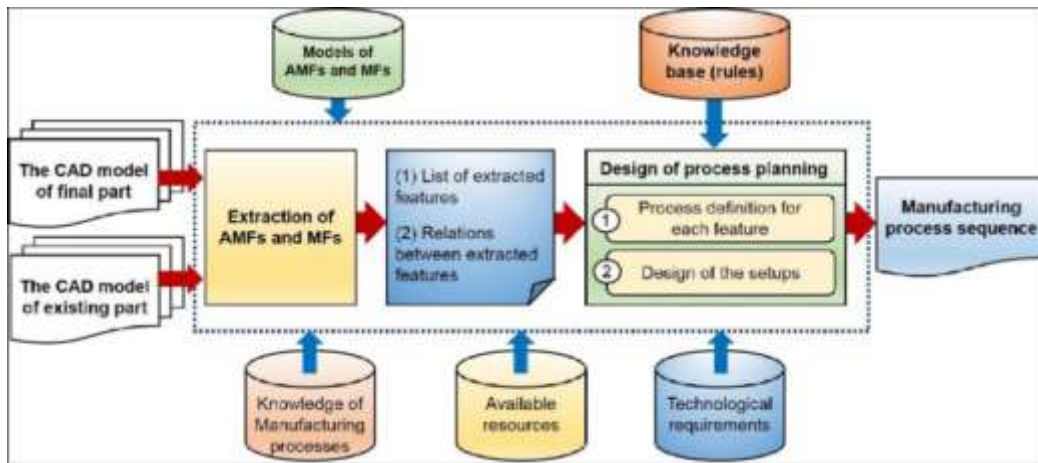 Models of
AMFs and MFs
Knowledge
base (rules)
The CAD model
of final part
The CAD model
of existing part
Extraction of
AMFs and MFs
(1) List of extracted
features
(2) Relations
between extracted
features
Design of process planning
1
Process definition for
each feature
2
Design of the setups
Manufacturing
process sequence
Knowledge of
Manufacturing
processes
Available
resources
Technological
requirements